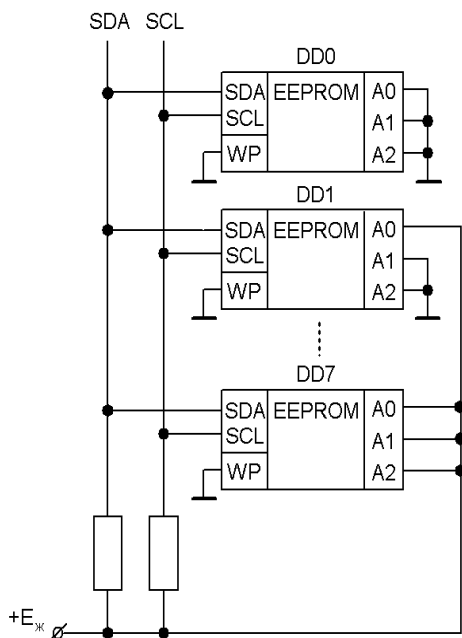 SDA SCL
DD0
SDA EEPROM A0
SCL A1
WP A2
DD1
SDA EEPROM A0
SCL A1
WP A2
DD7
SDA EEPROM A0
SCL A1
WP A2
+Eж